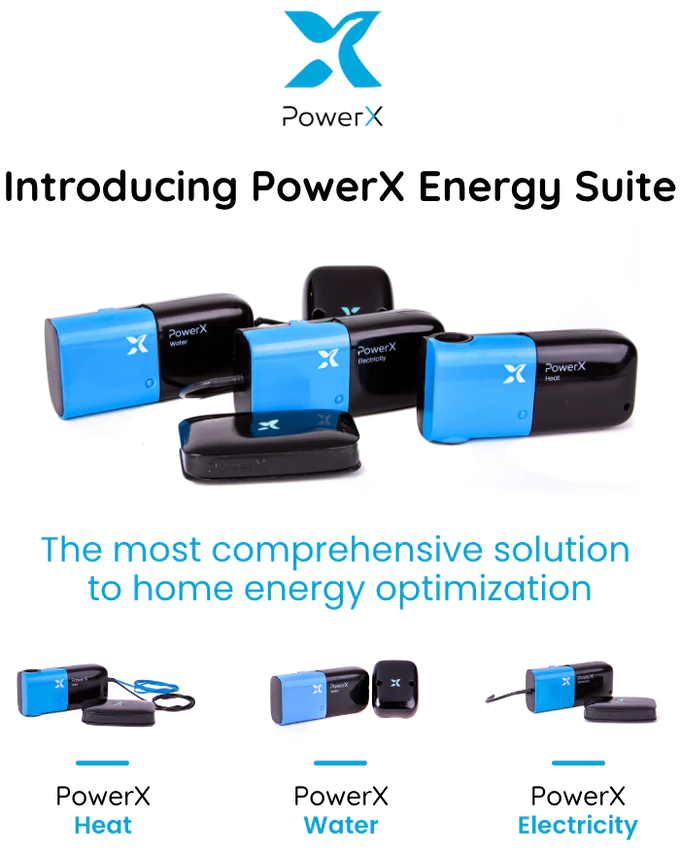 PowerX
Introducing PowerX Energy Suite
PowerX
Water
PowerX
Electricity
PowerX
Heat
PowerX
The most comprehensive solution
to home energy optimization
PowerX
Heat
PowerX
Water
PowerX
Electricity